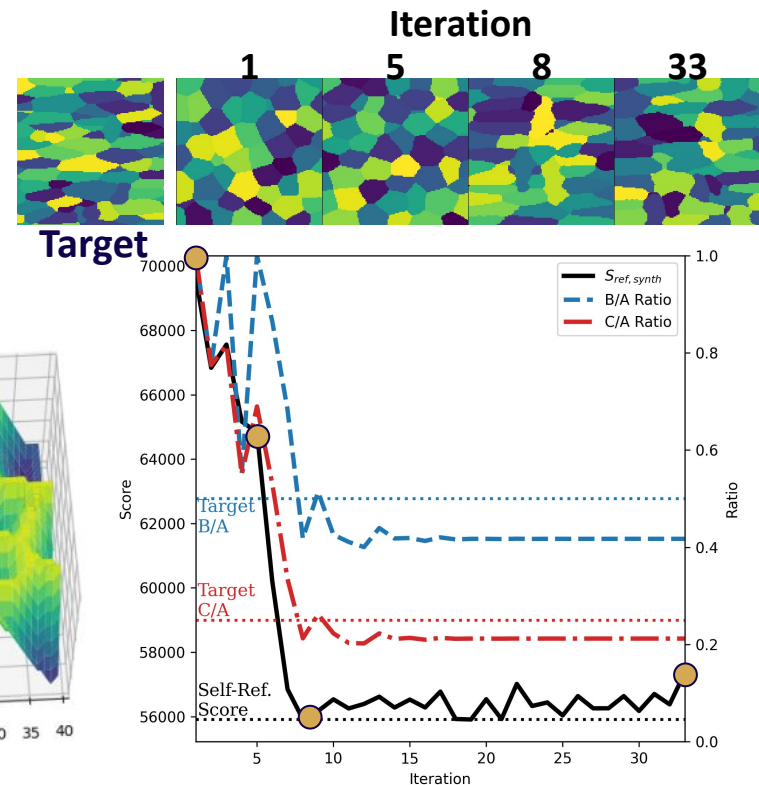 Iteration
1 5 8 33
Target
70000
68000
66000
64000
62000
60000
58000
56000
Score
1.0
0.8
0.6
0.4
0.2
0.0
Ratio
S_ref,synth
B/A Ratio
C/A Ratio
Target
B/A
Target
C/A
Self-Ref.
Score
5 10 15 20 25 30
Iteration
0 35 40